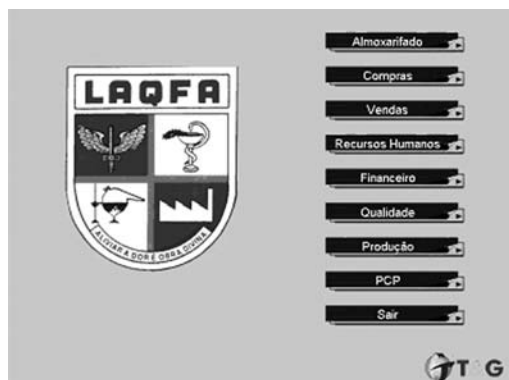 LAQFA
ALIVIAR A DOR É OBRA DIVINA
Almoxarifado
Compras
Vendas
Recursos Humanos
Financeiro
Qualidade
Produção
PCP
Sair